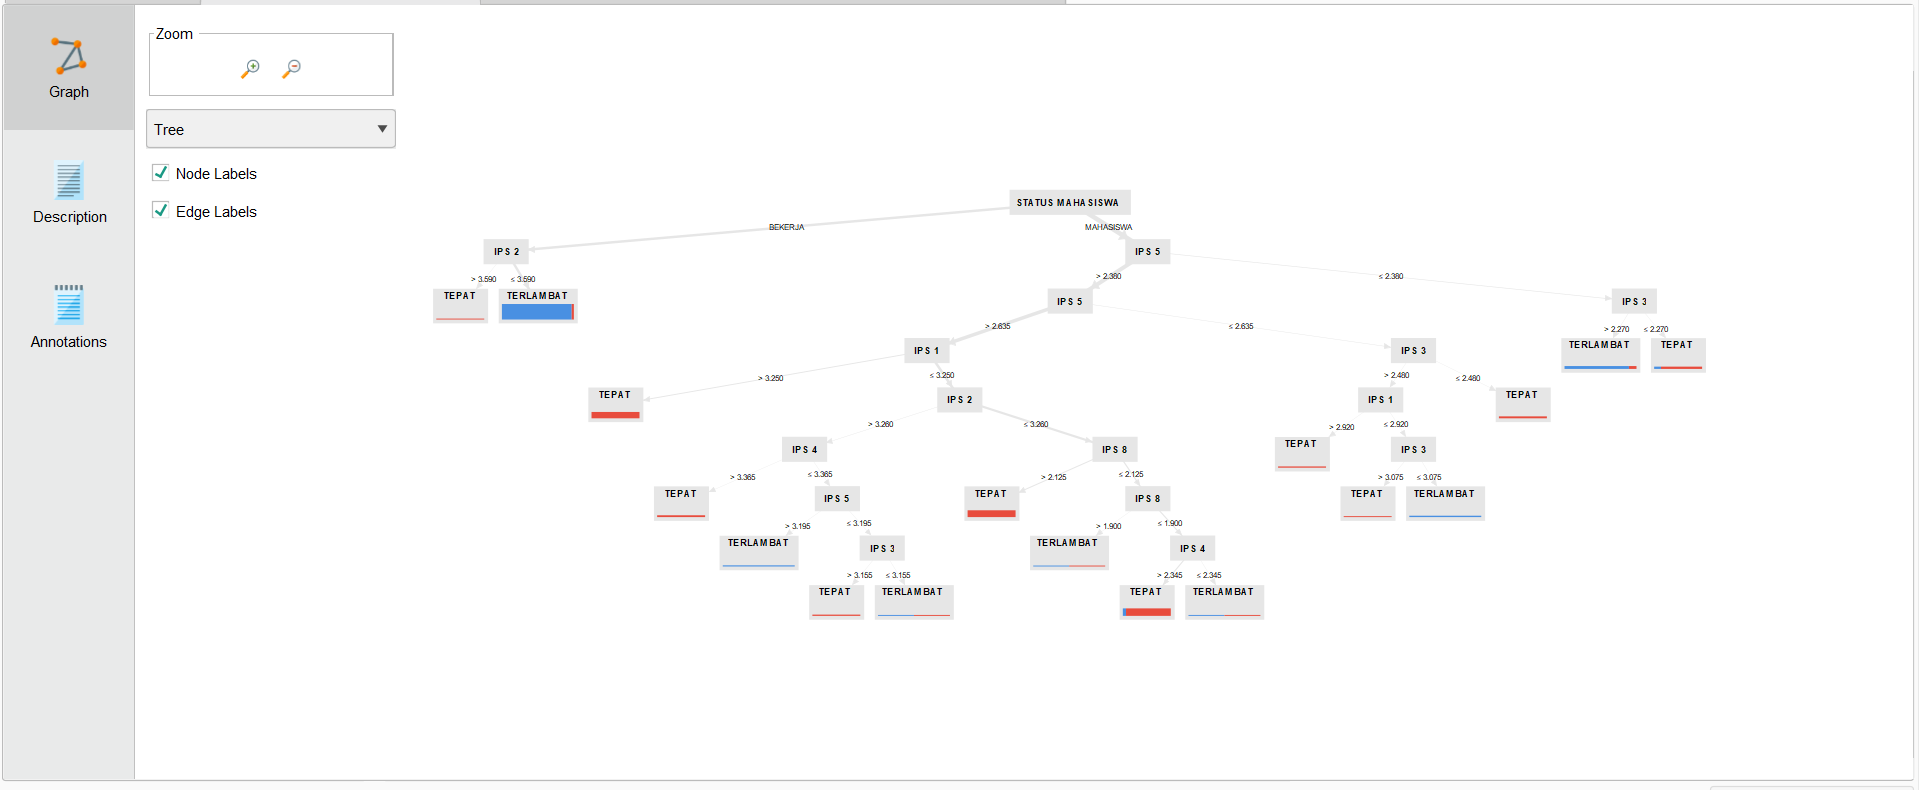 Zoom
Graph
Tree
Node Labels
Description
Edge Labels
Annotations
STATUS MAHASISWA
BEKERJA
MAHASISWA
IPS 2
IPS 5
> 3.590
≤ 3.590
> 2.380
≤ 2.380
TEPAT
TERLAMBAT
IPS 5
IPS 3
> 2.635
≤ 2.635
> 2.270
≤ 2.270
IPS 1
IPS 3
TERLAMBAT
TEPAT
> 3.250
≤ 3.250
> 2.480
≤ 2.480
TEPAT
IPS 2
IPS 1
TEPAT
> 3.260
≤ 3.260
> 2.920
≤ 2.920
IPS 4
IPS 8
TEPAT
IPS 3
> 3.365
≤ 3.365
> 2.125
≤ 2.125
> 3.075
≤ 3.075
TEPAT
IPS 5
TEPAT
IPS 8
TEPAT
TERLAMBAT
> 3.195
≤ 3.195
> 1.900
≤ 1.900
TERLAMBAT
IPS 3
TERLAMBAT
IPS 4
> 3.155
≤ 3.155
> 2.345
≤ 2.345
TEPAT
TERLAMBAT
TEPAT
TERLAMBAT